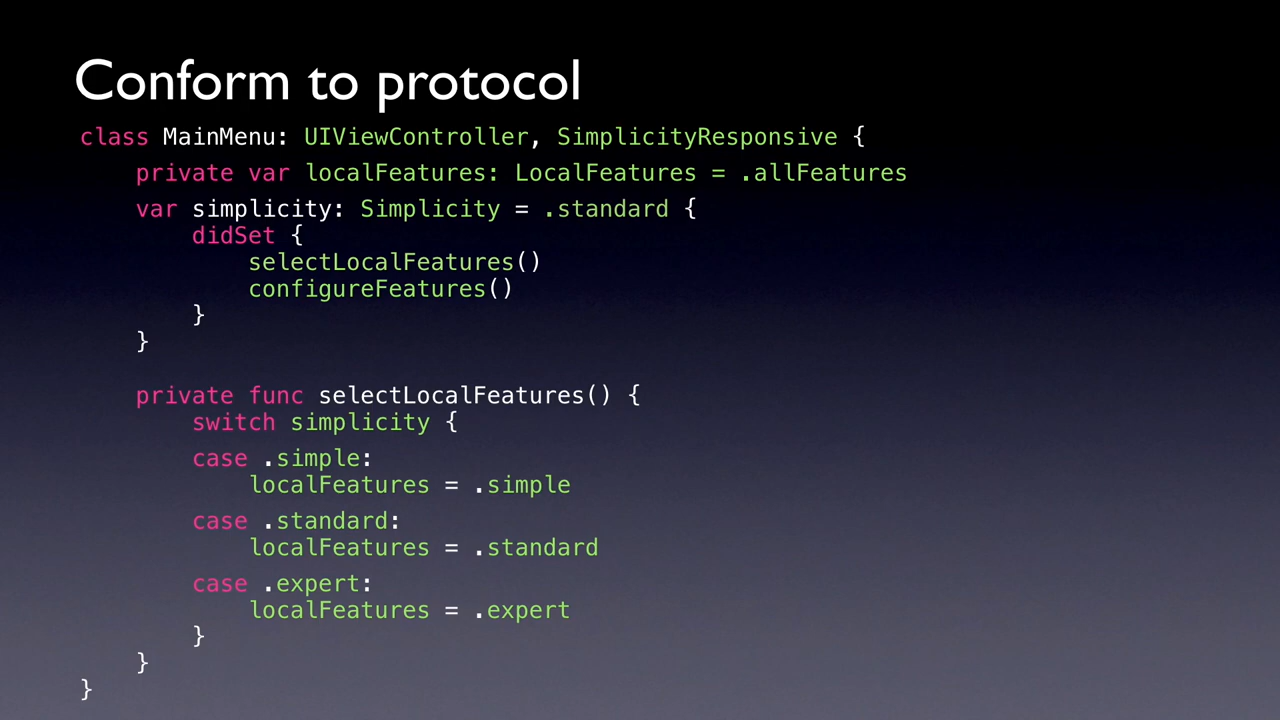 Conform to protocol
class MainMenu: UIViewController, SimplicityResponsive {
    private var localFeatures: LocalFeatures = .allFeatures
    var simplicity: Simplicity = .standard {
        didSet {
            selectLocalFeatures()
            configureFeatures()
        }
    }
    private func selectLocalFeatures() {
        switch simplicity {
        case .simple:
            localFeatures = .simple
        case .standard:
            localFeatures = .standard
        case .expert:
            localFeatures = .expert
        }
    }
}